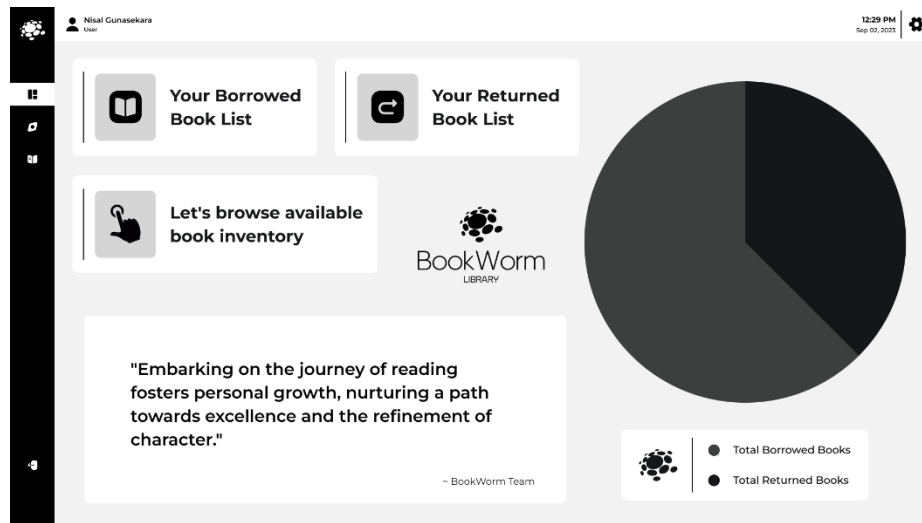 Nisal Gunasekara
User
12:29 PM
Sep 02, 2023
Your Borrowed
Book List
Your Returned
Book List
Let's browse available
book inventory
BookWorm
LIBRARY
"Embarking on the journey of reading
fosters personal growth, nurturing a path
towards excellence and the refinement of
character."
~ BookWorm Team
Total Borrowed Books
Total Returned Books